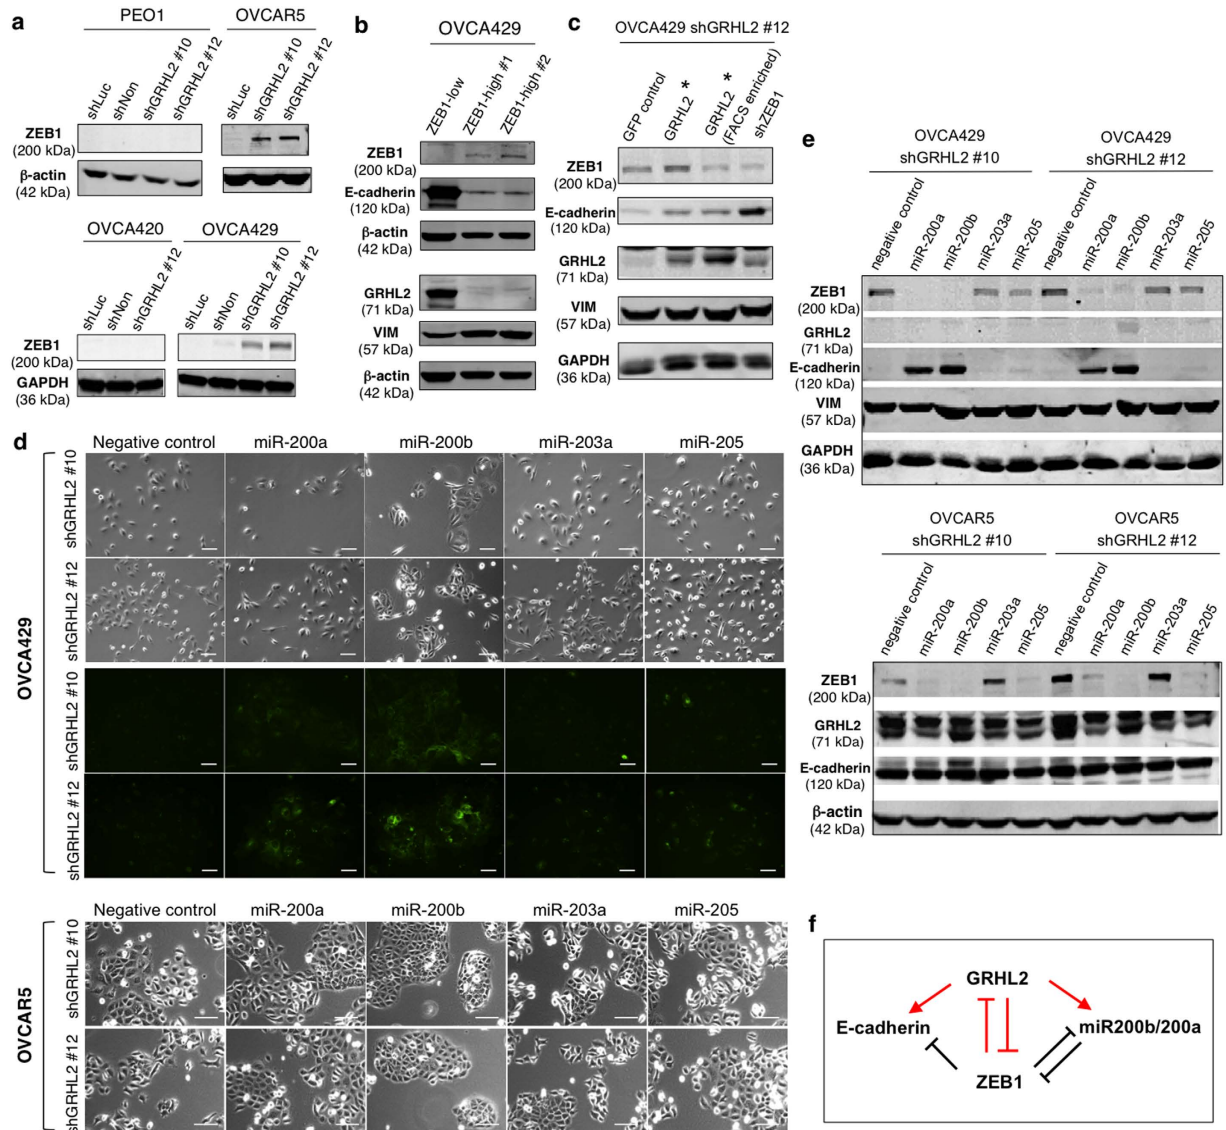 a
PEO1
OVCAR5
shLuc
shNon
shGRHL2 #10
shGRHL2 #12
shLuc
shGRHL2 #10
shGRHL2 #12
ZEB1
(200 kDa)
β-actin
(42 kDa)
OVCA420
OVCA429
shLuc
shNon
shGRHL2 #12
shLuc
shNon
shGRHL2 #10
shGRHL2 #12
ZEB1
(200 kDa)
GAPDH
(36 kDa)
b
OVCA429
ZEB1-low
ZEB1-high #1
ZEB1-high #2
ZEB1
(200 kDa)
E-cadherin
(120 kDa)
β-actin
(42 kDa)
GRHL2
(71 kDa)
VIM
(57 kDa)
β-actin
(42 kDa)
c
OVCA429 shGRHL2 #12
GFP control
GRHL2 *
GRHL2 *
(FACS enriched)
shZEB1
ZEB1
(200 kDa)
E-cadherin
(120 kDa)
GRHL2
(71 kDa)
VIM
(57 kDa)
GAPDH
(36 kDa)
d
Negative control
miR-200a
miR-200b
miR-203a
miR-205
OVCA429
shGRHL2 #10
shGRHL2 #12
shGRHL2 #10
shGRHL2 #12
Negative control
miR-200a
miR-200b
miR-203a
miR-205
OVCAR5
shGRHL2 #10
shGRHL2 #12
e
OVCA429
shGRHL2 #10
OVCA429
shGRHL2 #12
negative control
miR-200a
miR-200b
miR-203a
miR-205
negative control
miR-200a
miR-200b
miR-203a
miR-205
ZEB1
(200 kDa)
GRHL2
(71 kDa)
E-cadherin
(120 kDa)
VIM
(57 kDa)
GAPDH
(36 kDa)
OVCAR5
shGRHL2 #10
OVCAR5
shGRHL2 #12
negative control
miR-200a
miR-200b
miR-203a
miR-205
negative control
miR-200a
miR-200b
miR-203a
miR-205
ZEB1
(200 kDa)
GRHL2
(71 kDa)
E-cadherin
(120 kDa)
β-actin
(42 kDa)
f
GRHL2
E-cadherin
miR200b/200a
ZEB1